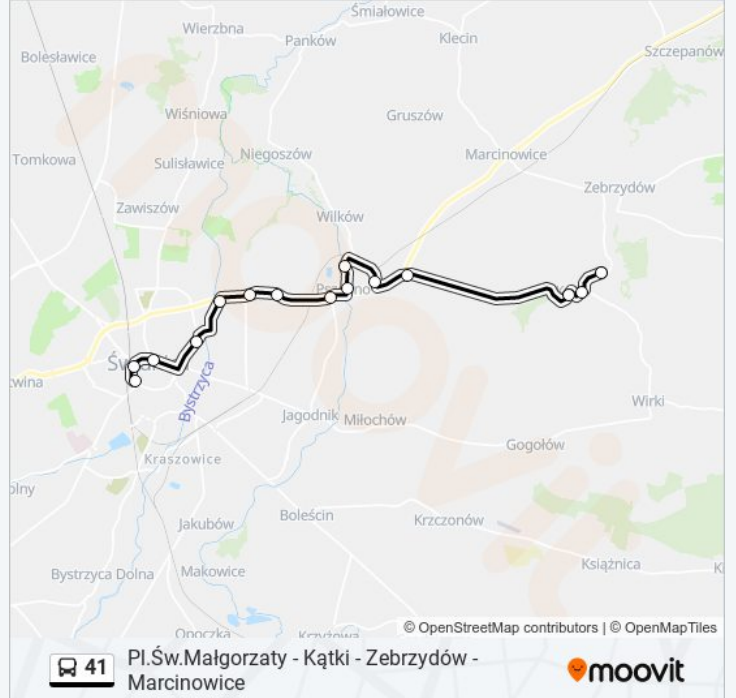 Śmiałowice
Wierzbna
Panków
Klecin
Szczepanów
Bolesławice
Wiśniowa
Gruszów
Tomkowa
Sulisławice
Niegoszów
Marcinowice
Zebrzydów
Zawiszów
Wilków
Bystrzyca
Wirki
Jagodnik
Miłochów
Gogołów
Kraszowice
Boleścin
Krzczonów
Jakubów
Książnica
Bystrzyca Dolna
Makowice
Opoczka
Krzyżowa
© OpenStreetMap contributors | © OpenMapTiles
41
Pl.Św.Małgorzaty - Kątki - Zebrzydów -
Marcinowice
moovit